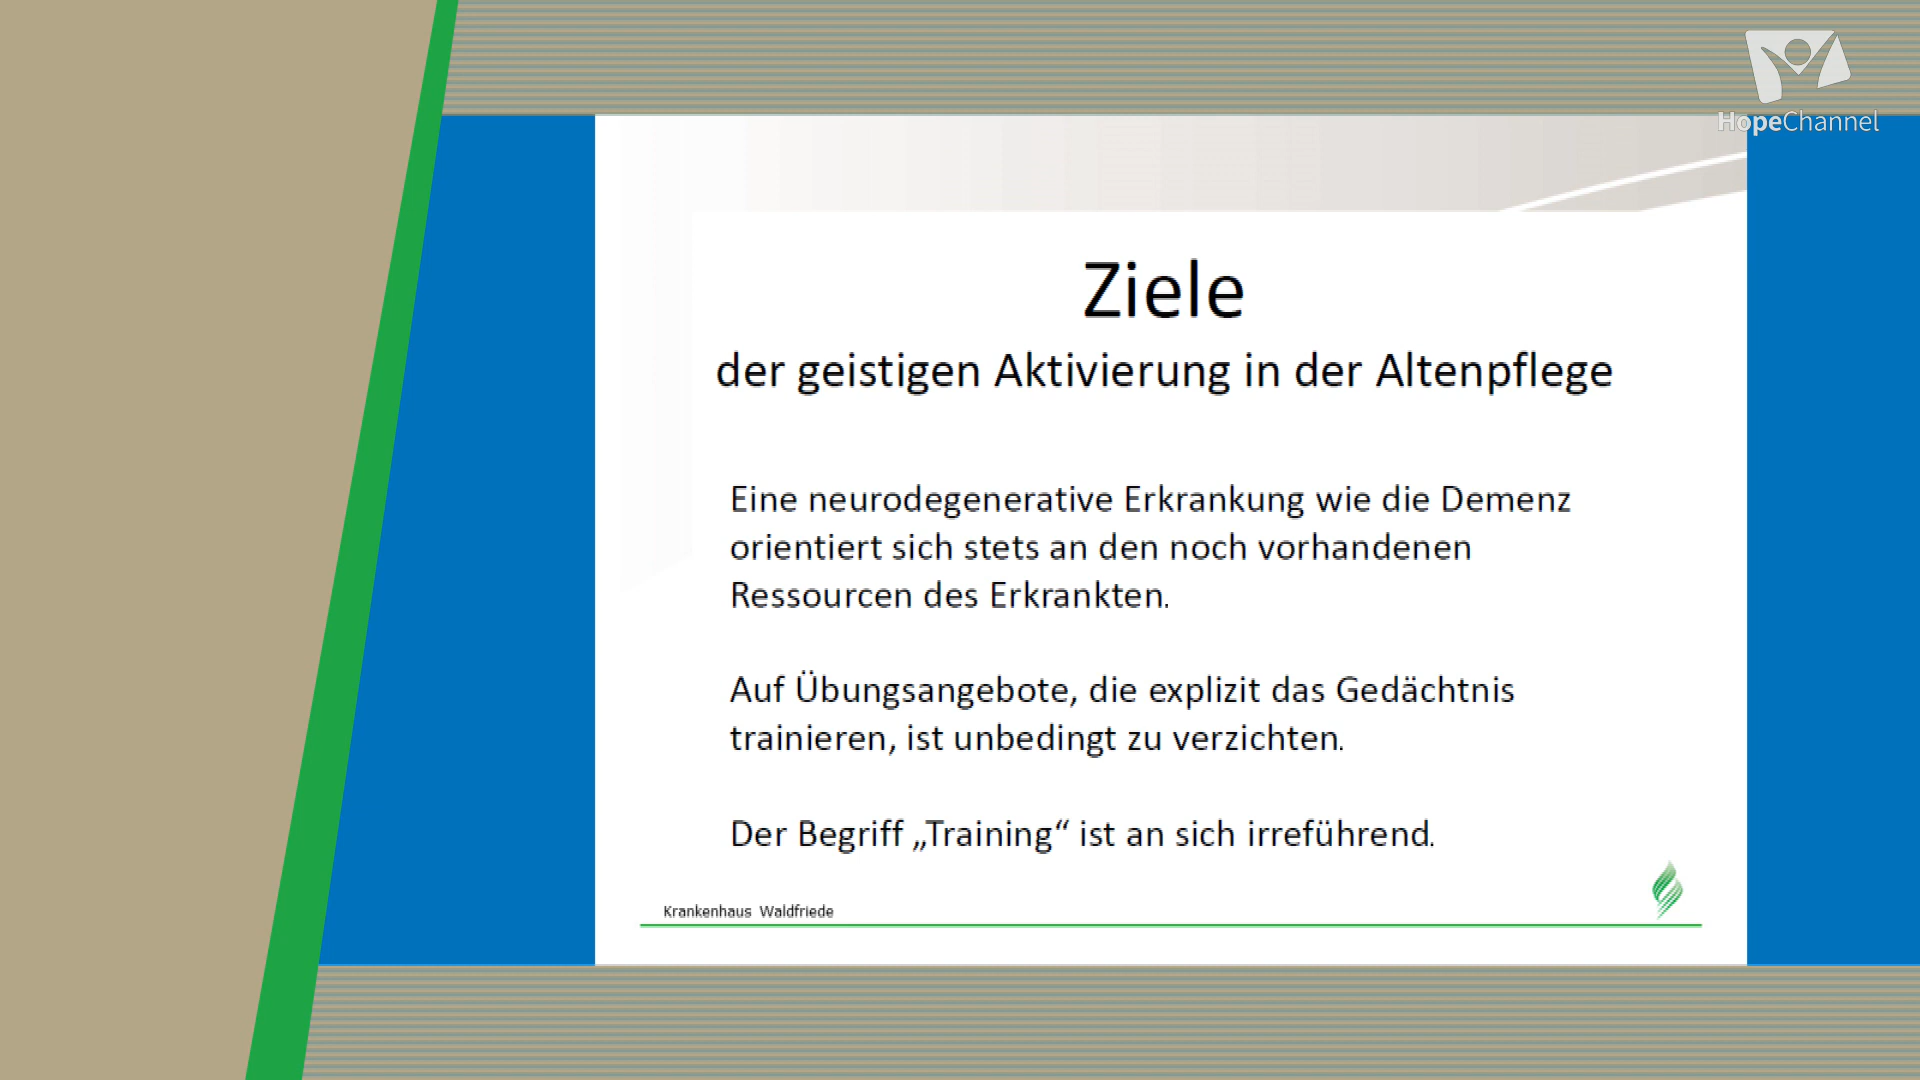 HopeChannel
Ziele
der geistigen Aktivierung in der Altenpflege
Eine neurodegenerative Erkrankung wie die Demenz
orientiert sich stets an den noch vorhandenen
Ressourcen des Erkrankten.
Auf Übungsangebote, die explizit das Gedächtnis
trainieren, ist unbedingt zu verzichten.
Der Begriff „Training“ ist an sich irreführend.
Krankenhaus Waldfriede